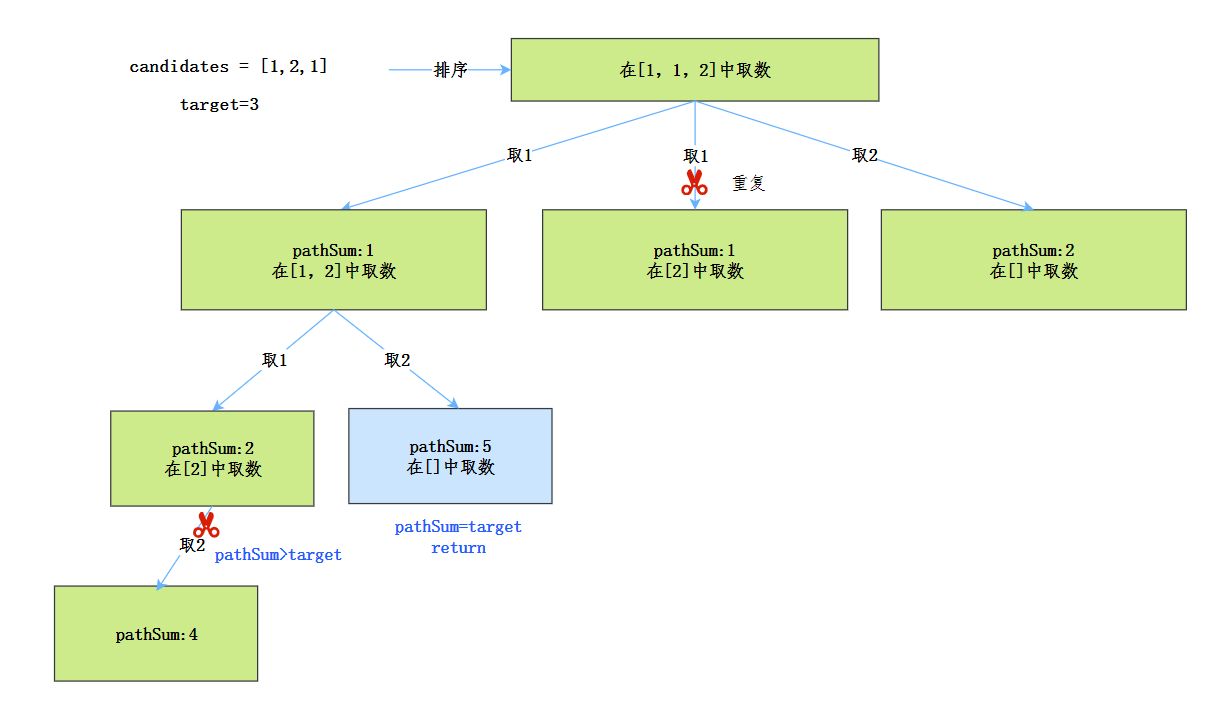 candidates = [1,2,1]
target=3
排序
在[1, 1, 2]中取数
取1
取1
取2
重复
pathSum:1
在[1, 2]中取数
pathSum:1
在[2]中取数
pathSum:2
在[]中取数
取1
取2
pathSum:2
在[2]中取数
pathSum:5
在[]中取数
pathSum=target
return
取2
pathSum>target
pathSum:4